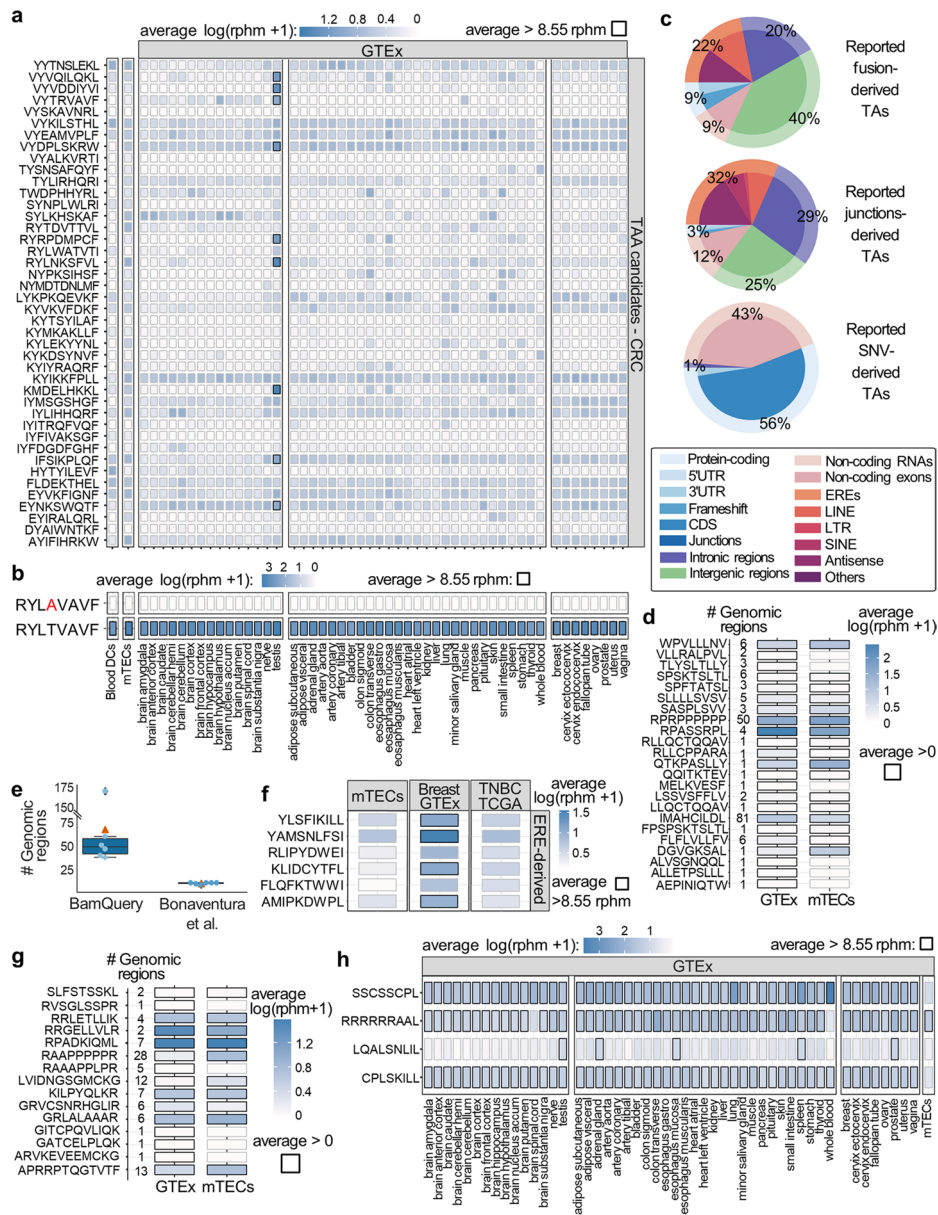 a
average log(rphm +1): 1.2 0.8 0.4 0
average > 8.55 rphm
GTEx
YYTNSLEKL
VYVQILQKL
VYVDDIYVI
VYTRVAVF
VYSKAVNRL
VYKILSTHL
VYEAMVPLF
VYDPLSKRW
VYALKVRTI
TYSNSAFQYF
TYLIRHQRI
TWDPHHYRL
SYNPLWLRI
SYLKHSKAF
RYTDVTTVL
RYRPDMPCF
RYLWATVTI
RYLNKSFVL
NYPKSIHSF
NYMDTDNLMF
LYKPKQEVKF
KYVKVFDKF
KYTSYILAF
KYMKAKLLF
KYLEKYYNL
KYKDSYNVF
KYIYRAQRF
KYIKKFPLL
KMDELHKKL
IYMSGSHGF
IYLIHHQRF
IYITRQFVQF
IYFIVAKSGF
IYFDGDFGHF
IFSIKPLQF
HYTYILEVF
FLDEKTHEL
EYVKFIGNF
EYNKSWQTF
EYIRALQRL
DYAIWNTKF
AYIFIHRKW
TAA candidates - CRC
b
average log(rphm +1): 3 2 1 0
average > 8.55 rphm:
RYLAVAVF
RYLTVAVF
Blood DCs
mTECs
brain amygdala
brain anterior cortex
brain caudate
brain cerebellar hemi
brain cerebellum
brain cortex
brain frontal cortex
brain hippocampus
brain hypothalamus
brain nucleus accum
brain putamen
brain spinal cord
brain substantia nigra
nerve
testis
adipose subcutaneous
adipose visceral
adrenal gland
artery aorta
artery coronary
artery tibial
bladder
colon sigmoid
colon transverse
esophagus gastro
esophagus mucosa
esophagus muscularis
heart atrial
heart left ventricle
kidney
liver
lung
minor salivary gland
muscle
pancreas
pituitary
skin
small intestine
spleen
stomach
thyroid
whole blood
breast
cervix ectocervix
cervix endocervix
fallopian tube
ovary
prostate
uterus
vagina
c
20%
22%
9%
9%
40%
Reported
fusion-
derived
TAs
32%
29%
3%
12%
25%
Reported
junctions-
derived
TAs
43%
1%
56%
Reported
SNV-
derived
TAs
Protein-coding
5'UTR
3'UTR
Frameshift
CDS
Junctions
Intronic regions
Intergenic regions
Non-coding RNAs
Non-coding exons
EREs
LINE
LTR
SINE
Antisense
Others
d
# Genomic
regions
average
log(rphm +1)
2
1.5
1
0.5
0
average >0
WPVLLLNV 6
VLLRALPVL 2
TLYSLTLLY 3
SPSKTSLTL 6
SPFTATSL 3
SLLLSVSV 5
SASPLSVV 3
RPRPPPPPP 50
RPASSRPL 4
RLLQCTQQAV 1
RLLCPPARA 1
QTKPASLLY 1
QQITKTEV 1
MELKVESF 1
LSSVSFFLV 2
LLQCTQQAV 1
IMAHCILDL 81
FPSPSKTSLTL 1
FLFLVLLFV 6
DGVGKSAL 1
ALVSGNQQL 1
ALLETPSLLL 1
AEPINIQTW 1
GTEx mTECs
e
# Genomic
regions
175
150
75
50
25
BamQuery
Bonaventura
et al.
f
mTECs
Breast
GTEx
TNBC
TCGA
YLSFIKILL
YAMSNLFSI
RLIPYDWEI
KLIDCYTFL
FLQFKTWWI
AMIPKDWPL
ERE-derived
average
log(rphm +1)
1.5
1
0.5
average
>8.55 rphm
g
# Genomic
regions
SLFSTSSKL 2
RVSGLSSPR 1
RRLETLLIK 4
RRGELLVLR 2
RPADKIQML 7
RAAPPPPPR 28
RAAAPPLPR 5
LVIDNGSGMCKG 12
KILPYQLKR 7
GRVCSNRHGLIR 6
GRLALAAAR 7
GITCPQVLIQK 1
GATCELPLQK 1
ARVKEVEEMCKG 1
APRRPTQGTVTF 13
GTEx mTECs
average
log(rphm+1)
1.2
0.8
0.4
0
average > 0
h
average log(rphm +1): 3 2 1
average > 8.55 rphm:
GTEx
SSCSSCPL
RRRRRRAAL
LQALSNLIL
CPLSKILL
brain amygdala
brain anterior cortex
brain caudate
brain cerebellar hemi
brain cerebellum
brain cortex
brain frontal cortex
brain hippocampus
brain hypothalamus
brain nucleus accum
brain putamen
brain spinal cord
brain substantia nigra
nerve
testis
adipose subcutaneous
adipose visceral
adrenal gland
artery aorta
artery coronary
artery tibial
bladder
colon sigmoid
colon transverse
esophagus gastro
esophagus mucosa
esophagus muscularis
heart atrial
heart left ventricle
kidney
liver
lung
minor salivary gland
muscle
pancreas
pituitary
skin
small intestine
spleen
stomach
thyroid
whole blood
breast
cervix ectocervix
cervix endocervix
fallopian tube
ovary
prostate
uterus
vagina
mTECs